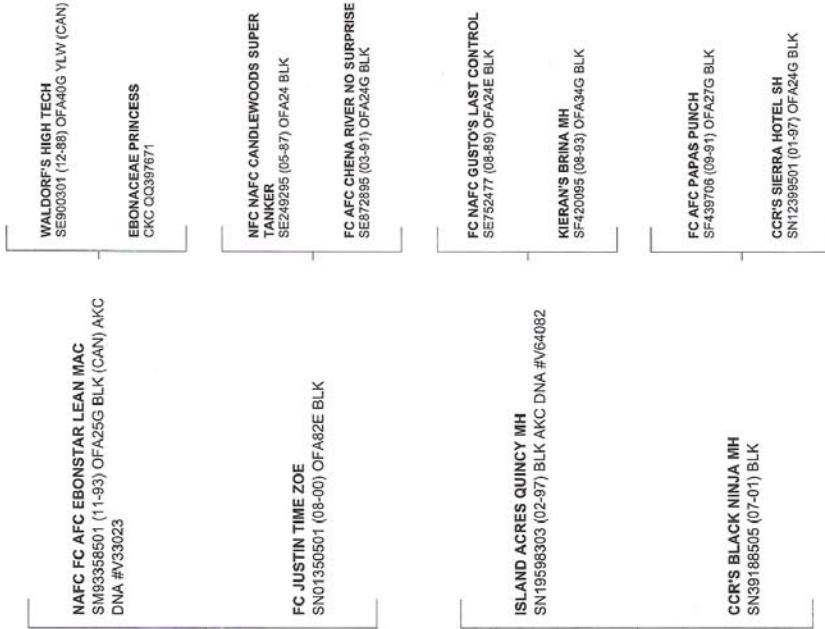 WALDORF'S HIGH TECH
SE900301 (12-88) OFA40G YLW (CAN)
EBONACEAE PRINCESS
CKC QQ397671
NFC NAFC CANDLEWOODS SUPER
TANKER
SE249295 (05-87) OFA24 BLK
FC AFC CHENA RIVER NO SURPRISE
SE872895 (03-91) OFA24G BLK
FC NAFC GUSTO'S LAST CONTROL
SE752477 (08-89) OFA24E BLK
KIERAN'S BRINA MH
SF420095 (08-93) OFA34G BLK
FC AFC PAPAS PUNCH
SF439706 (09-91) OFA27G BLK
CCR'S SIERRA HOTEL SH
SN12399501 (01-97) OFA24G BLK
NAFC FC AFC EBONSTAR LEAN MAC
SM93358501 (11-93) OFA25G BLK (CAN) AKC
DNA #V33023
FC JUSTIN TIME ZOE
SN01350501 (08-00) OFA82E BLK
ISLAND ACRES QUINCY MH
SN19598303 (02-97) BLK AKC DNA #V64082
CCR'S BLACK NINJA MH
SN39188505 (07-01) BLK